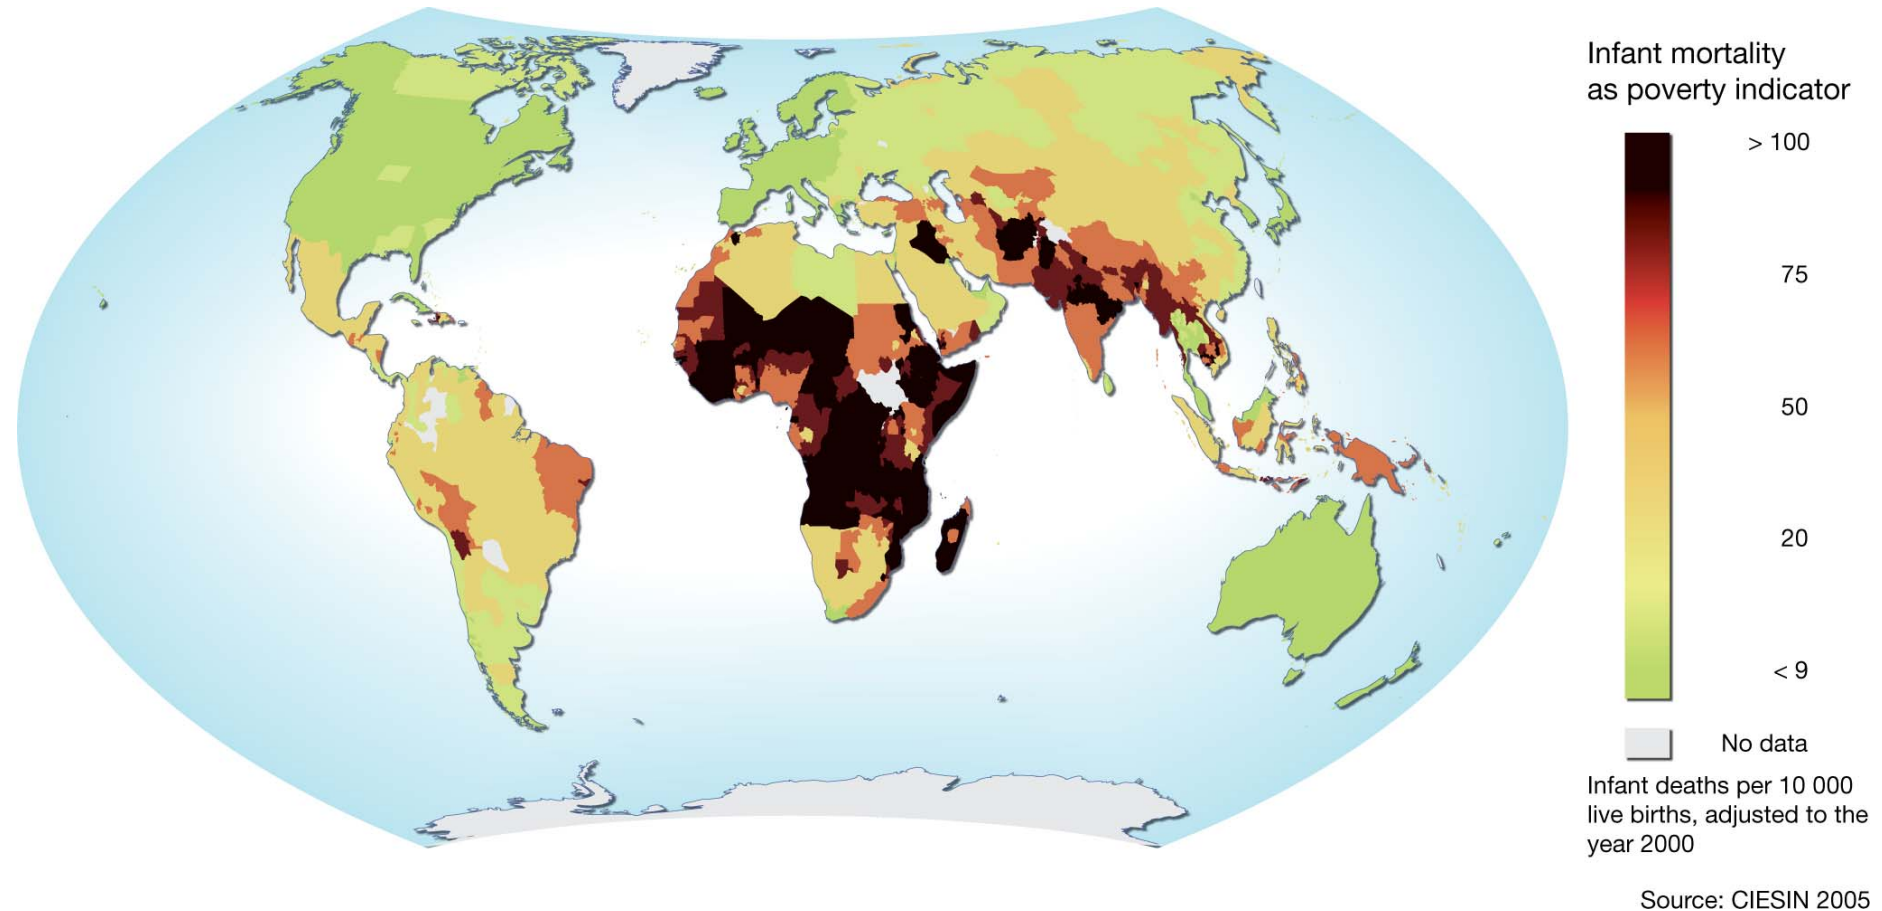 Infant mortality
as poverty indicator
> 100
75
50
20
< 9
No data
Infant deaths per 10 000
live births, adjusted to the
year 2000
Source: CIESIN 2005